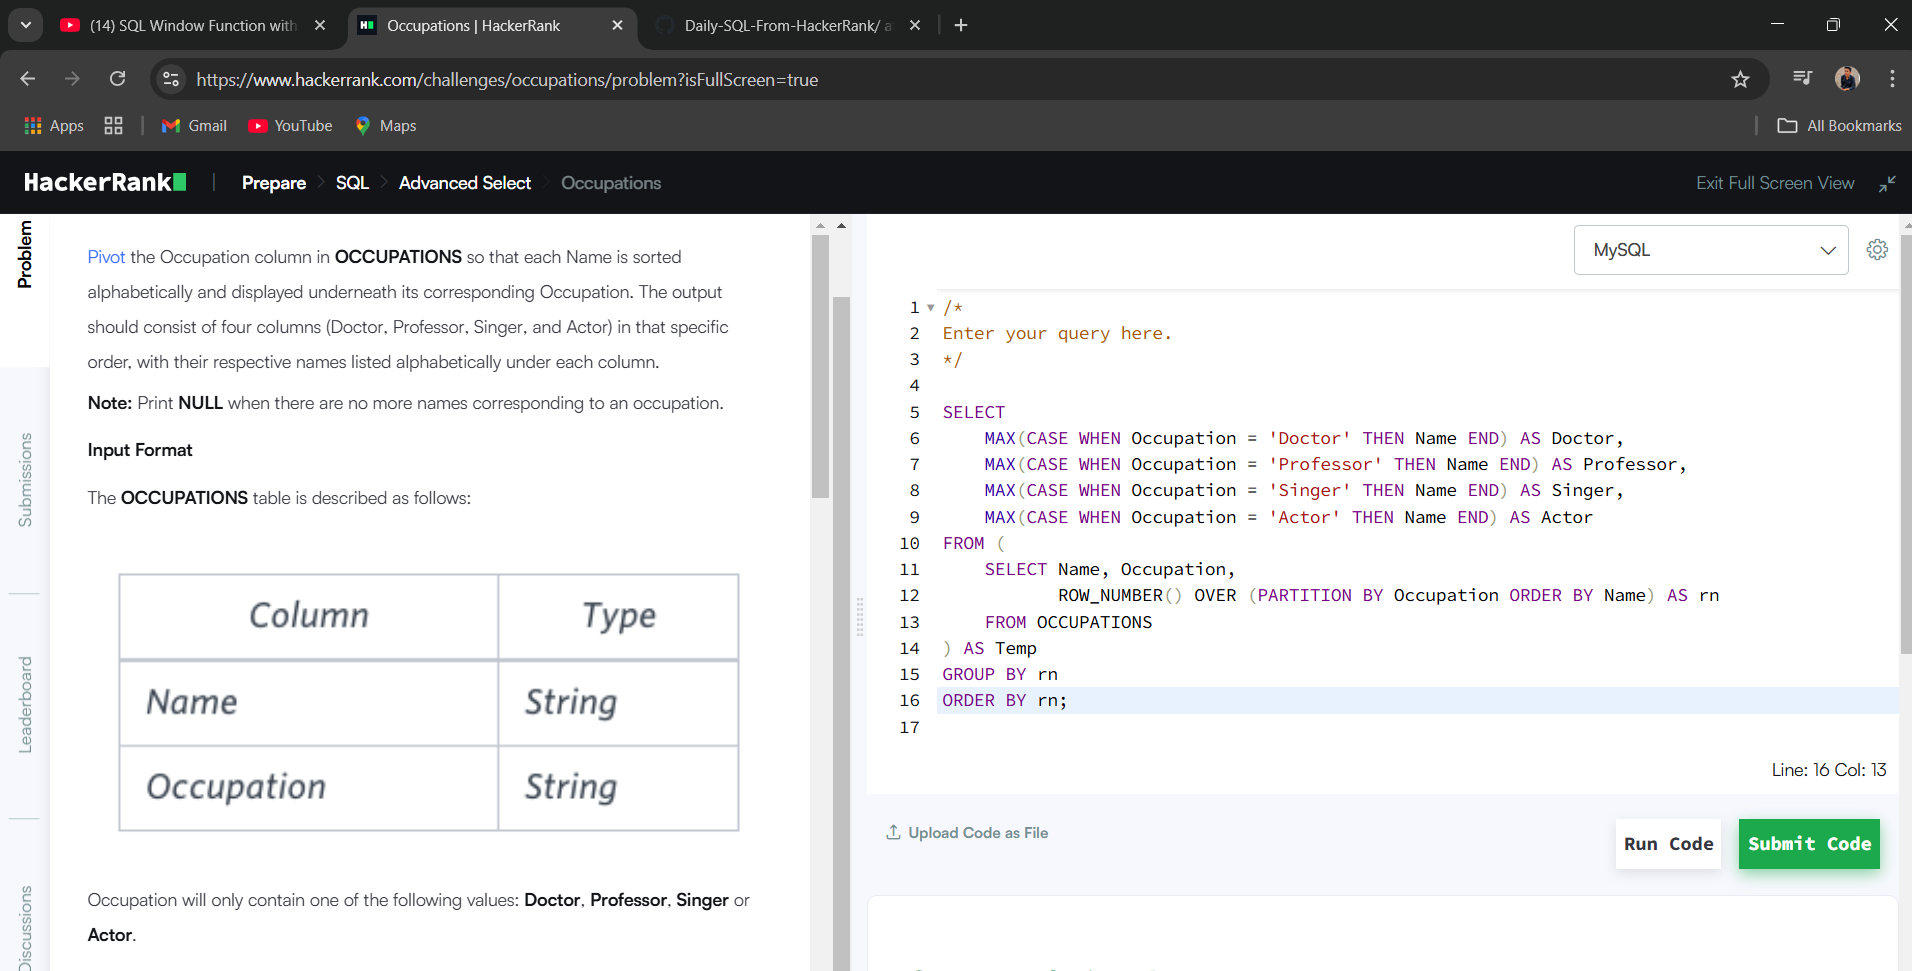 (14) SQL Window Function with
Occupations | HackerRank
Daily-SQL-From-HackerRank/ a
https://www.hackerrank.com/challenges/occupations/problem?isFullScreen=true
Apps
Gmail
YouTube
Maps
All Bookmarks
HackerRank
Prepare
SQL
Advanced Select
Occupations
Exit Full Screen View
Problem
Submissions
Leaderboard
Discussions
Pivot the Occupation column in OCCUPATIONS so that each Name is sorted
alphabetically and displayed underneath its corresponding Occupation. The output
should consist of four columns (Doctor, Professor, Singer, and Actor) in that specific
order, with their respective names listed alphabetically under each column.
Note: Print NULL when there are no more names corresponding to an occupation.
Input Format
The OCCUPATIONS table is described as follows:
Column Type
Name String
Occupation String
Occupation will only contain one of the following values: Doctor, Professor, Singer or
Actor.
MySQL
1 /*
2 Enter your query here.
3 */
4
5 SELECT
6 MAX(CASE WHEN Occupation = 'Doctor' THEN Name END) AS Doctor,
7 MAX(CASE WHEN Occupation = 'Professor' THEN Name END) AS Professor,
8 MAX(CASE WHEN Occupation = 'Singer' THEN Name END) AS Singer,
9 MAX(CASE WHEN Occupation = 'Actor' THEN Name END) AS Actor
10 FROM (
11 SELECT Name, Occupation,
12 ROW_NUMBER() OVER (PARTITION BY Occupation ORDER BY Name) AS rn
13 FROM OCCUPATIONS
14 ) AS Temp
15 GROUP BY rn
16 ORDER BY rn;
17
Line: 16 Col: 13
Upload Code as File
Run Code
Submit Code